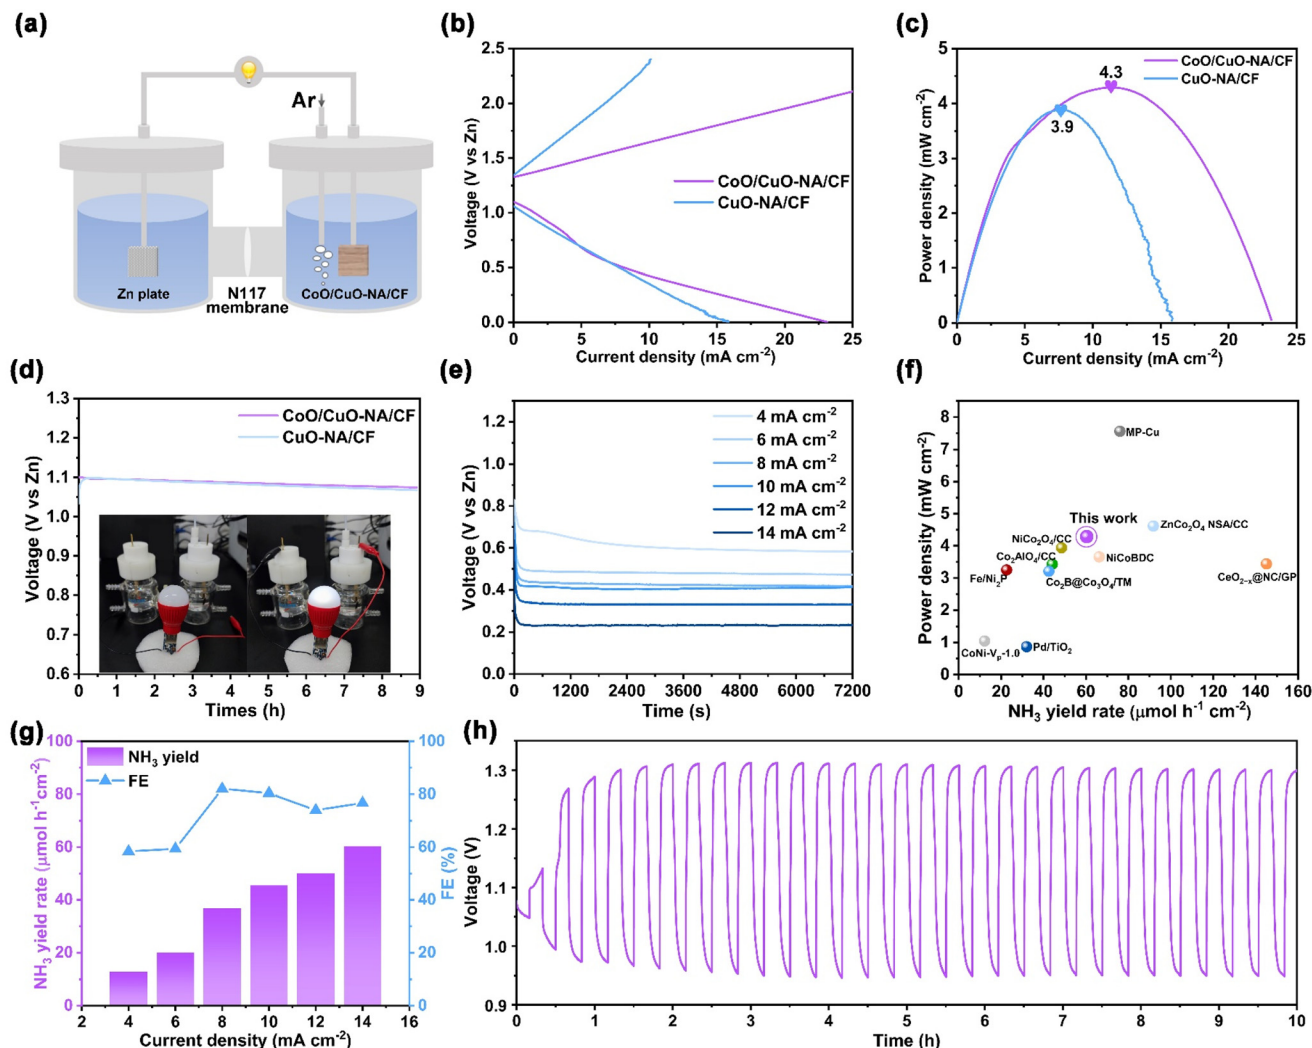 (a)
Ar
Zn plate
N117
membrane
CoO/CuO-NA/CF
(b)
2.5
2.0
1.5
1.0
0.5
0.0
Voltage (V vs Zn)
CoO/CuO-NA/CF
CuO-NA/CF
0 5 10 15 20 25
Current density (mA cm⁻²)
(c)
5
4
3
2
1
0
Power density (mW cm⁻²)
4.3
3.9
CoO/CuO-NA/CF
CuO-NA/CF
0 5 10 15 20 25
Current density (mA cm⁻²)
(d)
1.3
1.2
1.1
1.0
0.9
0.8
0.7
0.6
Voltage (V vs Zn)
CoO/CuO-NA/CF
CuO-NA/CF
0 1 2 3 4 5 6 7 8 9
Times (h)
(e)
1.2
1.0
0.8
0.6
0.4
0.2
0.0
Voltage (V vs Zn)
4 mA cm⁻²
6 mA cm⁻²
8 mA cm⁻²
10 mA cm⁻²
12 mA cm⁻²
14 mA cm⁻²
0 1200 2400 3600 4800 6000 7200
Time (s)
(f)
8
7
6
5
4
3
2
1
0
Power density (mW cm⁻²)
MP-Cu
This work
ZnCo₂O₄ NSA/CC
NiCo₂O₄/CC
Co₂AlO₄/CC
NiCoBDC
Fe/Ni₂P
Co₂B@Co₃O₄/TM
CeO₂₋ₓ@NC/GP
CoNi-Vₚ-1.0
Pd/TiO₂
0 20 40 60 80 100 120 140 160
NH₃ yield rate (μmol h⁻¹ cm⁻²)
(g)
100
80
60
40
20
0
NH₃ yield rate (μmol h⁻¹cm⁻²)
NH₃ yield
FE
100
80
60
40
20
0
FE (%)
2 4 6 8 10 12 14 16
Current density (mA cm⁻²)
(h)
1.3
1.2
1.1
1.0
0.9
Voltage (V)
0 1 2 3 4 5 6 7 8 9 10
Time (h)